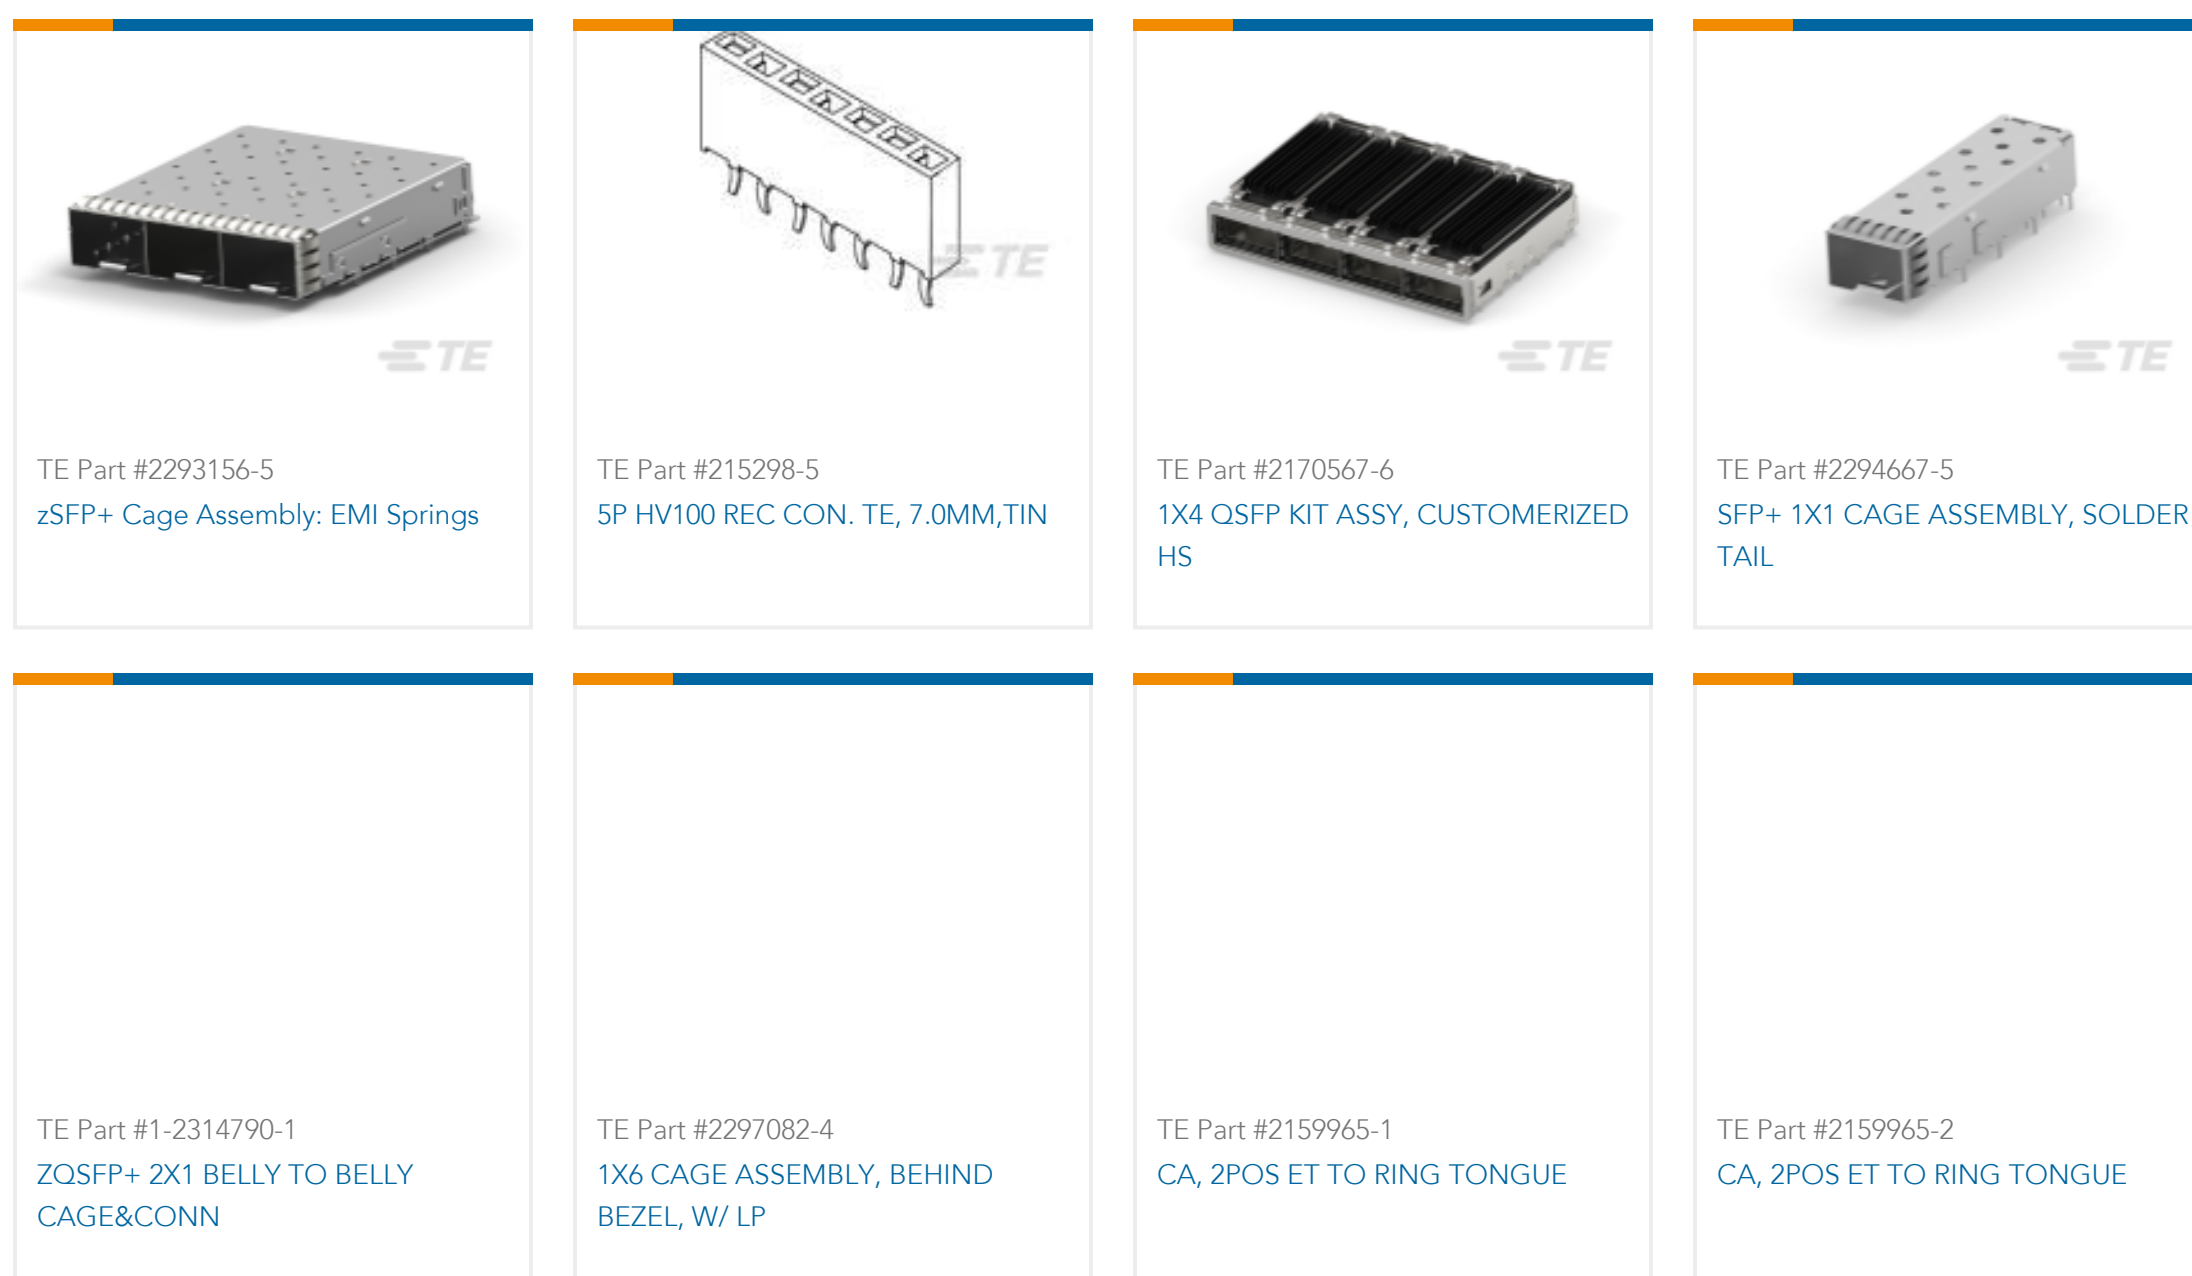 TE
TE
TE
TE
TE Part #2293156-5
zSFP+ Cage Assembly: EMI Springs
TE Part #215298-5
5P HV100 REC CON. TE, 7.0MM,TIN
TE Part #2170567-6
1X4 QSFP KIT ASSY, CUSTOMERIZED
HS
TE Part #2294667-5
SFP+ 1X1 CAGE ASSEMBLY, SOLDER
TAIL
TE Part #1-2314790-1
ZQSFP+ 2X1 BELLY TO BELLY
CAGE&CONN
TE Part #2297082-4
1X6 CAGE ASSEMBLY, BEHIND
BEZEL, W/ LP
TE Part #2159965-1
CA, 2POS ET TO RING TONGUE
TE Part #2159965-2
CA, 2POS ET TO RING TONGUE